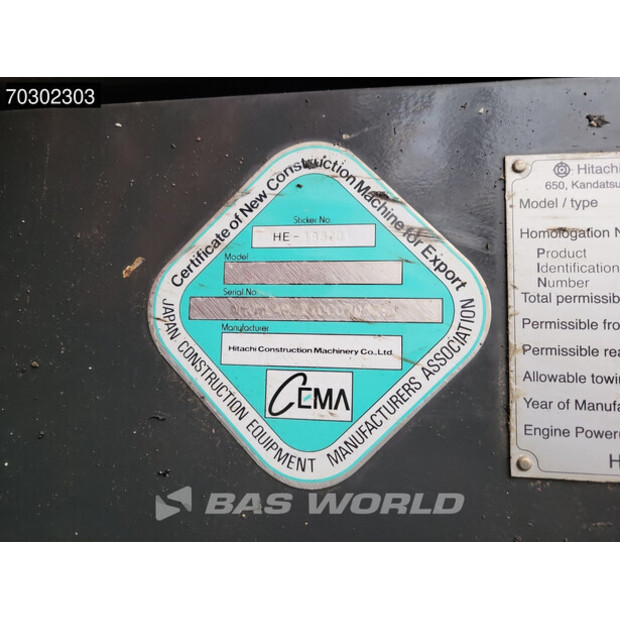 70302303
Certificate of New Construction Machine for Export
Sticker No.
HE-
Model
Serial No.
Manufacturer
Hitachi Construction Machinery Co., Ltd.
CEMA
JAPAN CONSTRUCTION EQUIPMENT MANUFACTURERS ASSOCIATION
Hitachi
650, Kandatsu
Model / type
Homologation N
Product
Identification
Number
Total permissib
Permissible fro
Permissible rea
Allowable towin
Year of Manufa
Engine Power
H
BAS WORLD